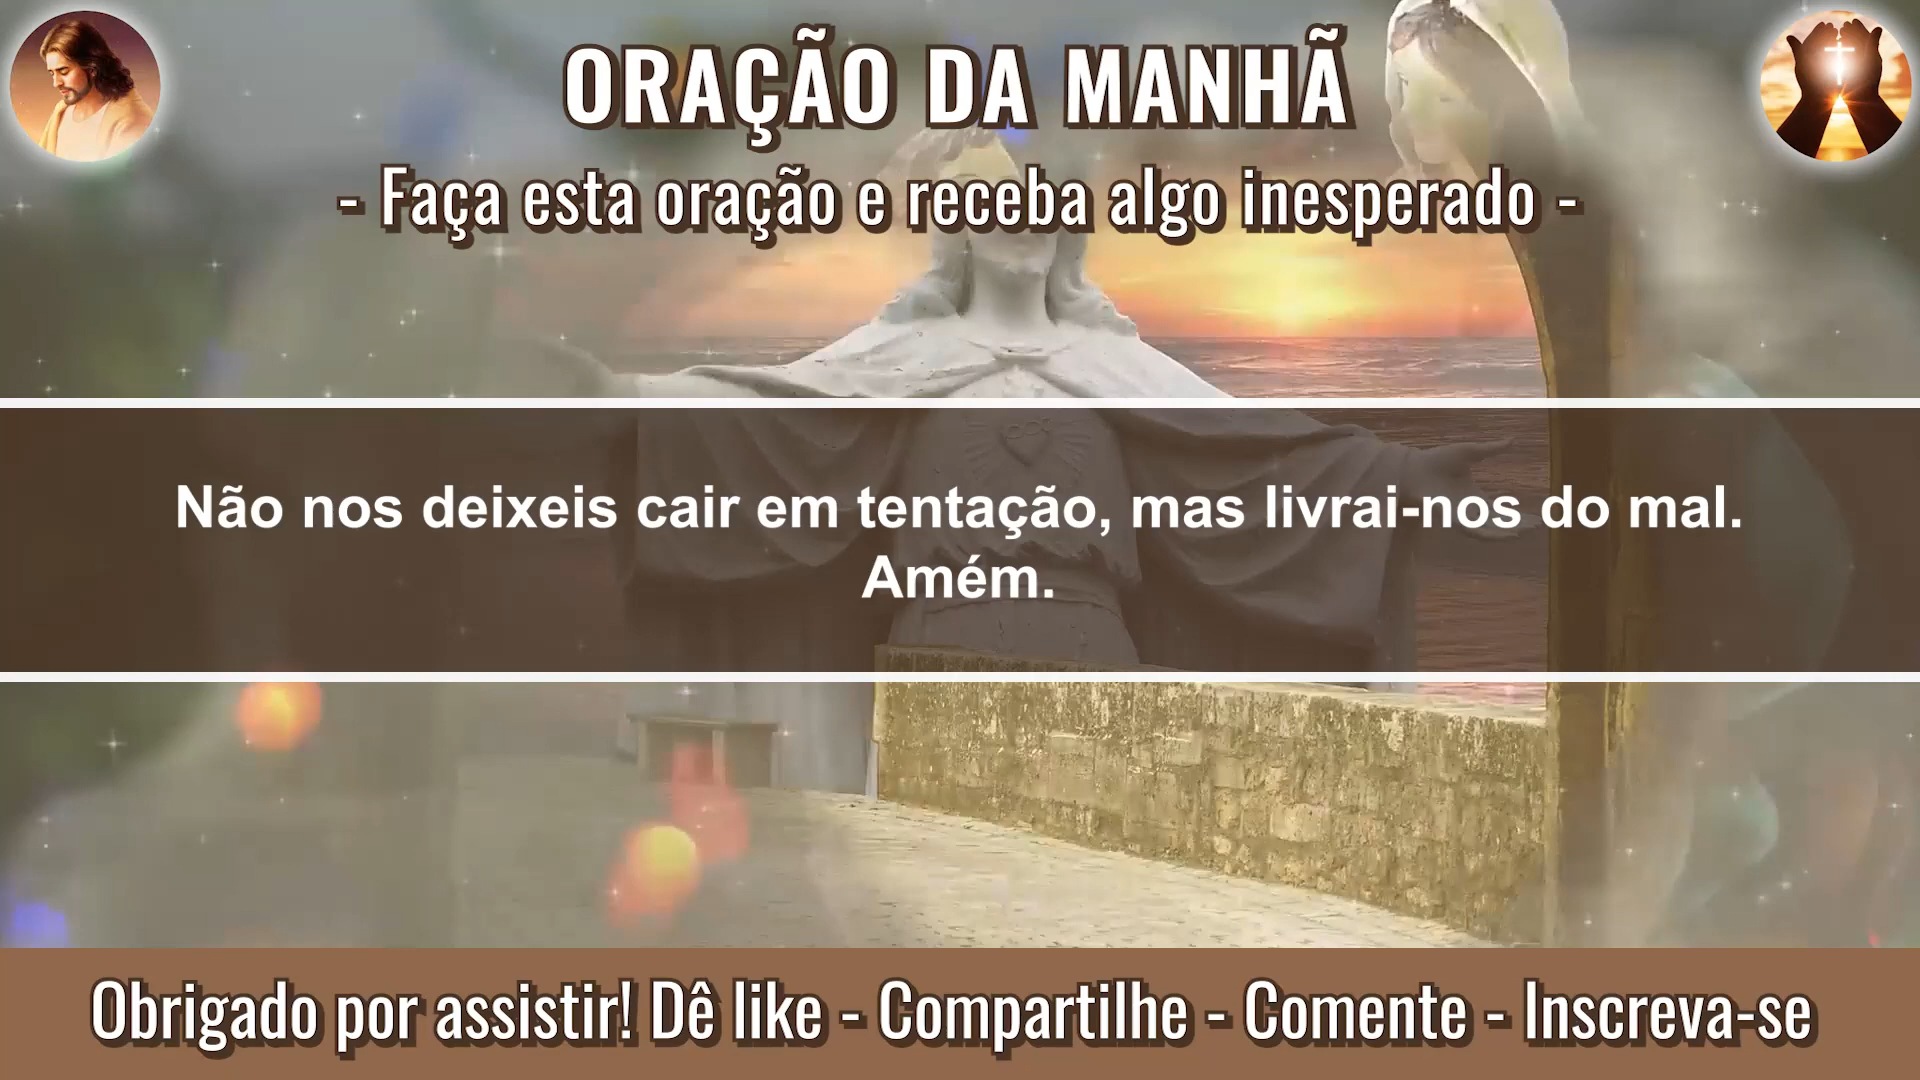 ORAÇÃO DA MANHÃ
- Faça esta oração e receba algo inesperado -
Não nos deixeis cair em tentação, mas livrai-nos do mal.
Amém.
Obrigado por assistir! Dê like - Compartilhe - Comente - Inscreva-se